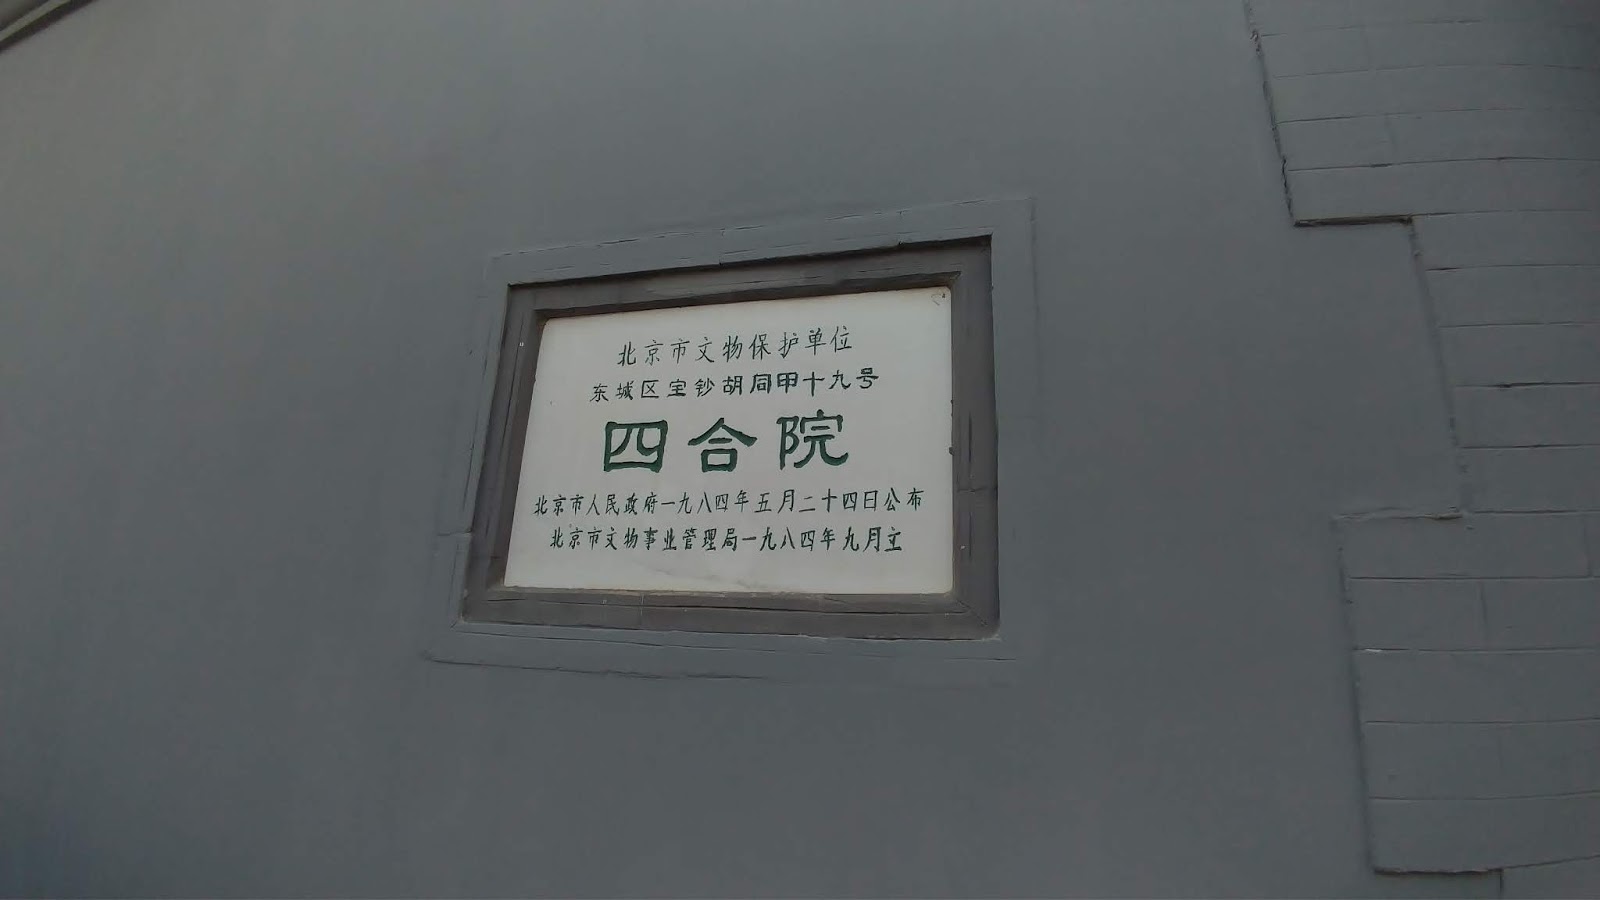 北京市文物保护单位
东城区宝钞胡同甲十九号
四合院
北京市人民政府一九八四年五月二十四日公布
北京市文物事业管理局一九八四年九月立